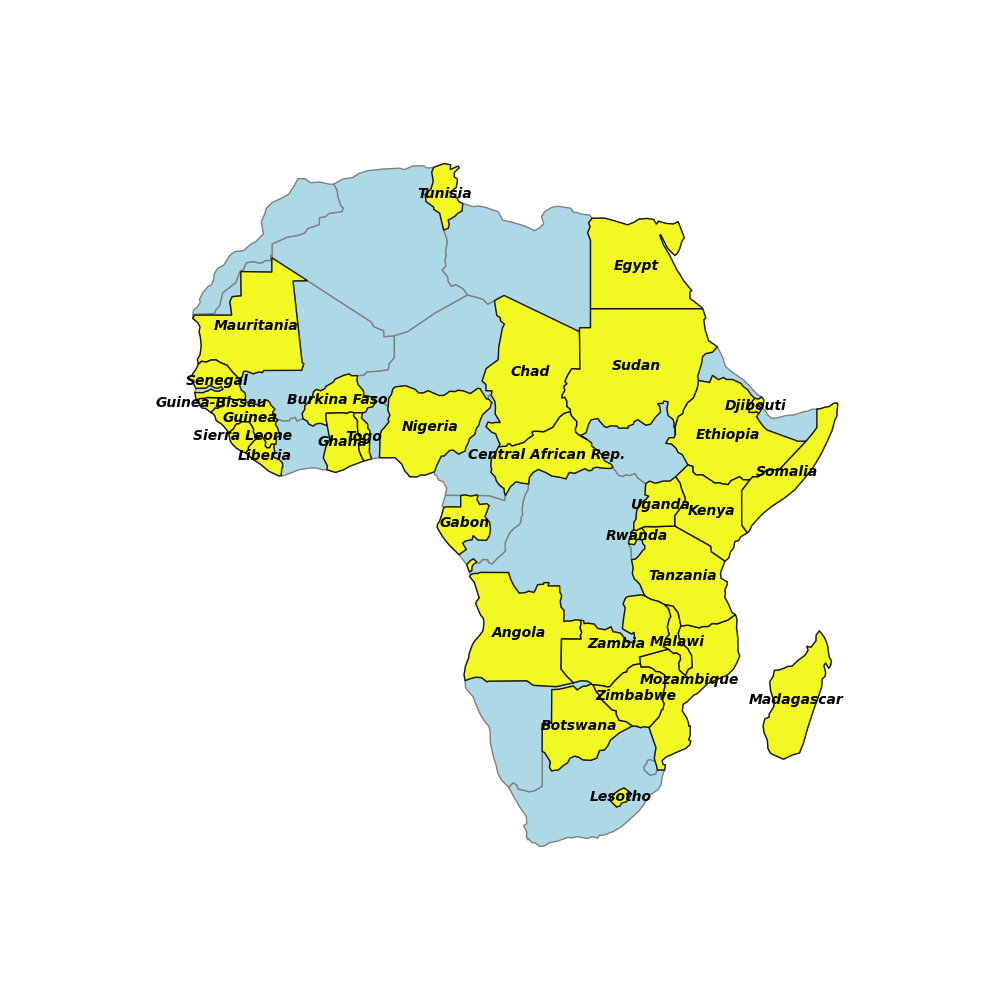 Tunisia
Egypt
Mauritania
Sudan
Chad
Senegal
Burkina Faso
Guinea-Bissau
Djibouti
Guinea
Nigeria
Sierra Leone
Ghana
Togo
Ethiopia
Liberia
Central African Rep.
Somalia
Uganda
Kenya
Gabon
Rwanda
Tanzania
Angola
Zambia
Malawi
Mozambique
Zimbabwe
Madagascar
Botswana
Lesotho